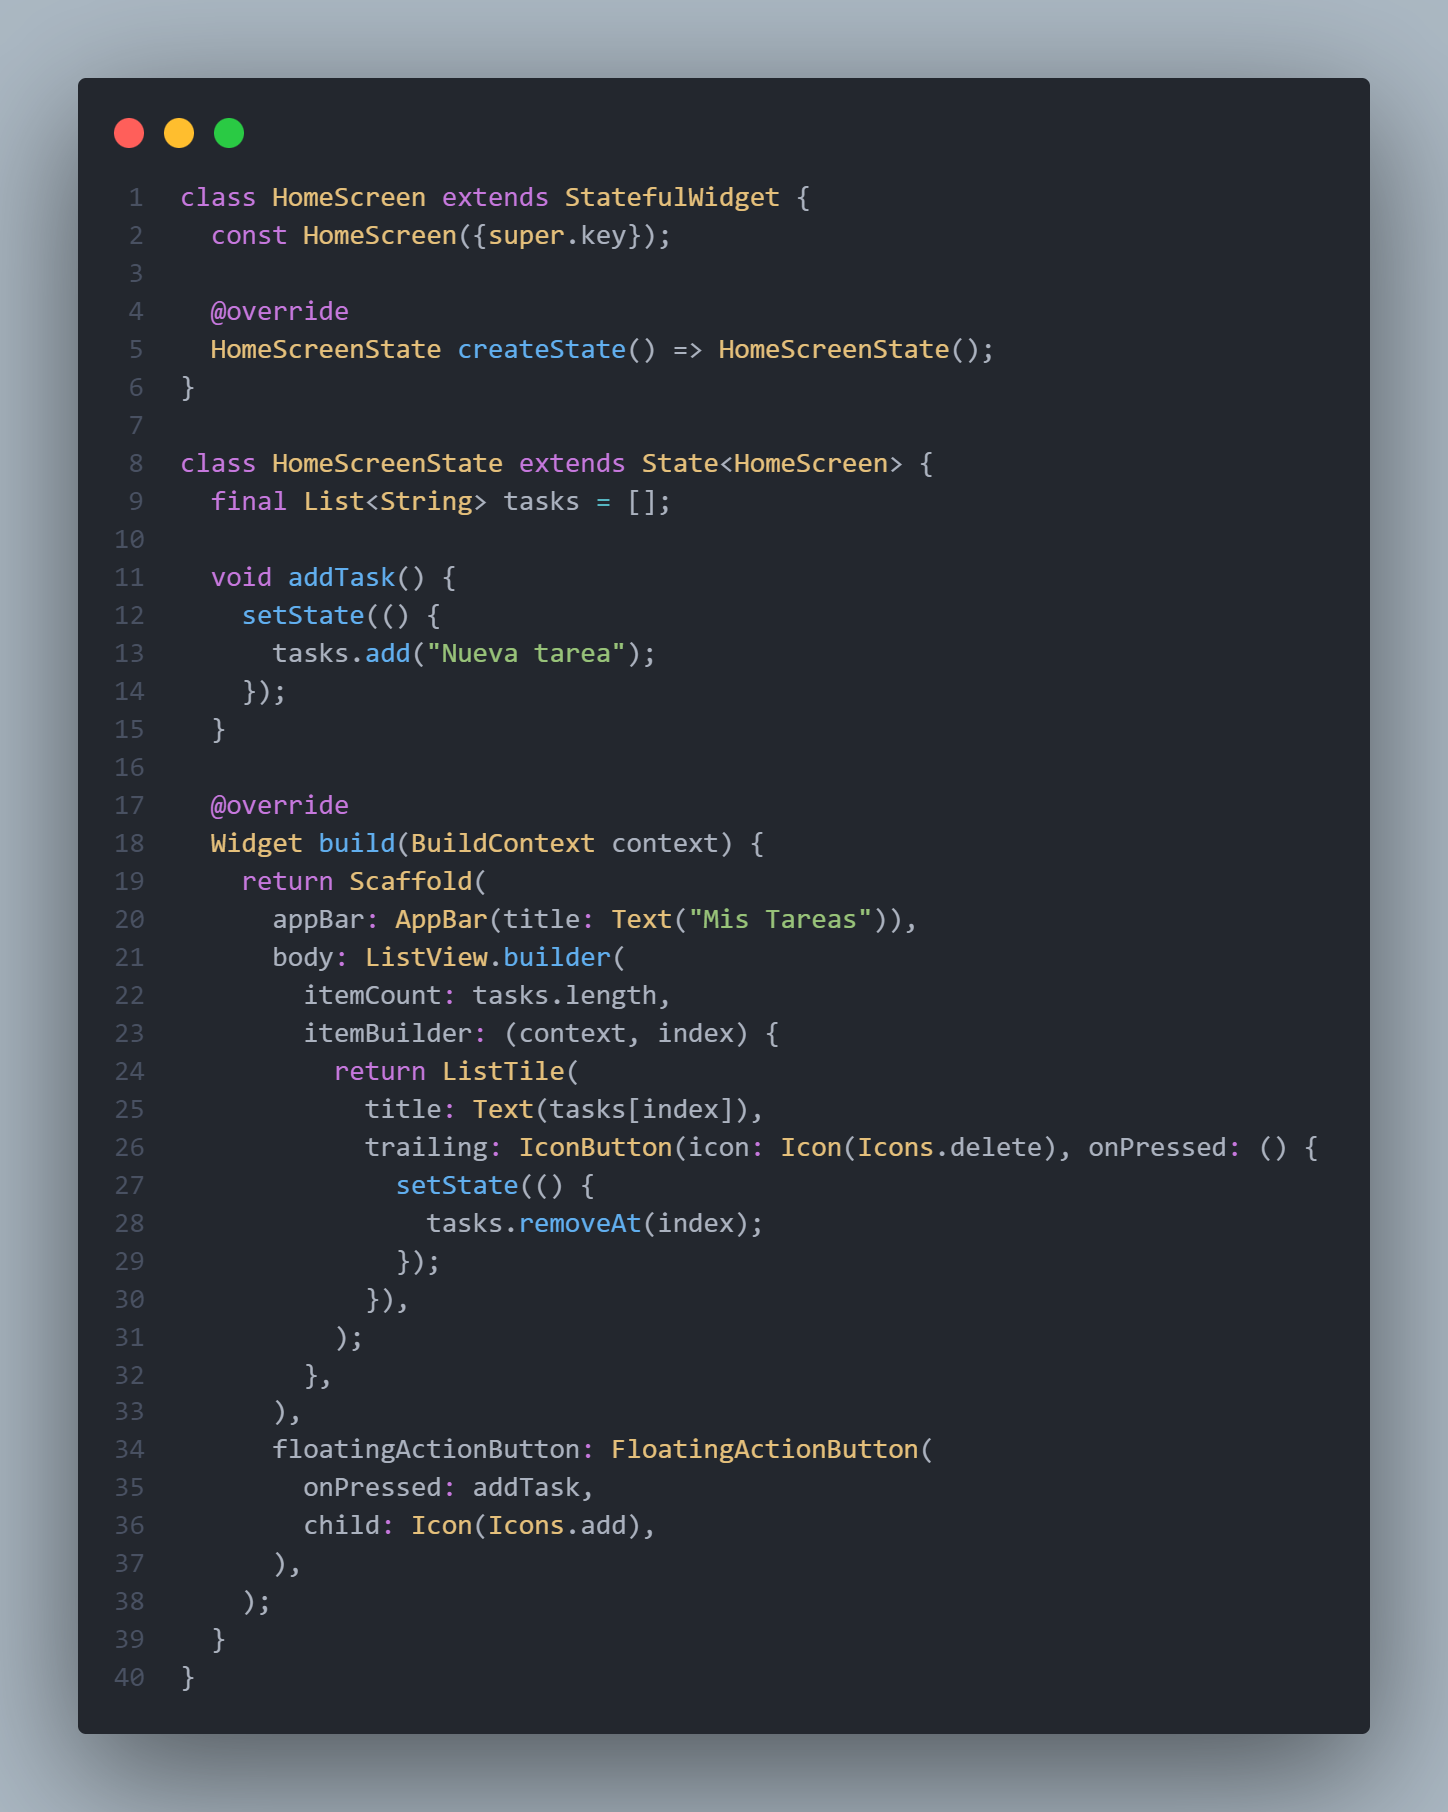 1 class HomeScreen extends StatefulWidget {
2   const HomeScreen({super.key});
3
4   @override
5   HomeScreenState createState() => HomeScreenState();
6 }
7
8 class HomeScreenState extends State<HomeScreen> {
9   final List<String> tasks = [];
10
11   void addTask() {
12     setState(() {
13       tasks.add("Nueva tarea");
14     });
15   }
16
17   @override
18   Widget build(BuildContext context) {
19     return Scaffold(
20       appBar: AppBar(title: Text("Mis Tareas")),
21       body: ListView.builder(
22         itemCount: tasks.length,
23         itemBuilder: (context, index) {
24           return ListTile(
25             title: Text(tasks[index]),
26             trailing: IconButton(icon: Icon(Icons.delete), onPressed: () {
27               setState(() {
28                 tasks.removeAt(index);
29               });
30             }),
31           );
32         },
33       ),
34       floatingActionButton: FloatingActionButton(
35         onPressed: addTask,
36         child: Icon(Icons.add),
37       ),
38     );
39   }
40 }